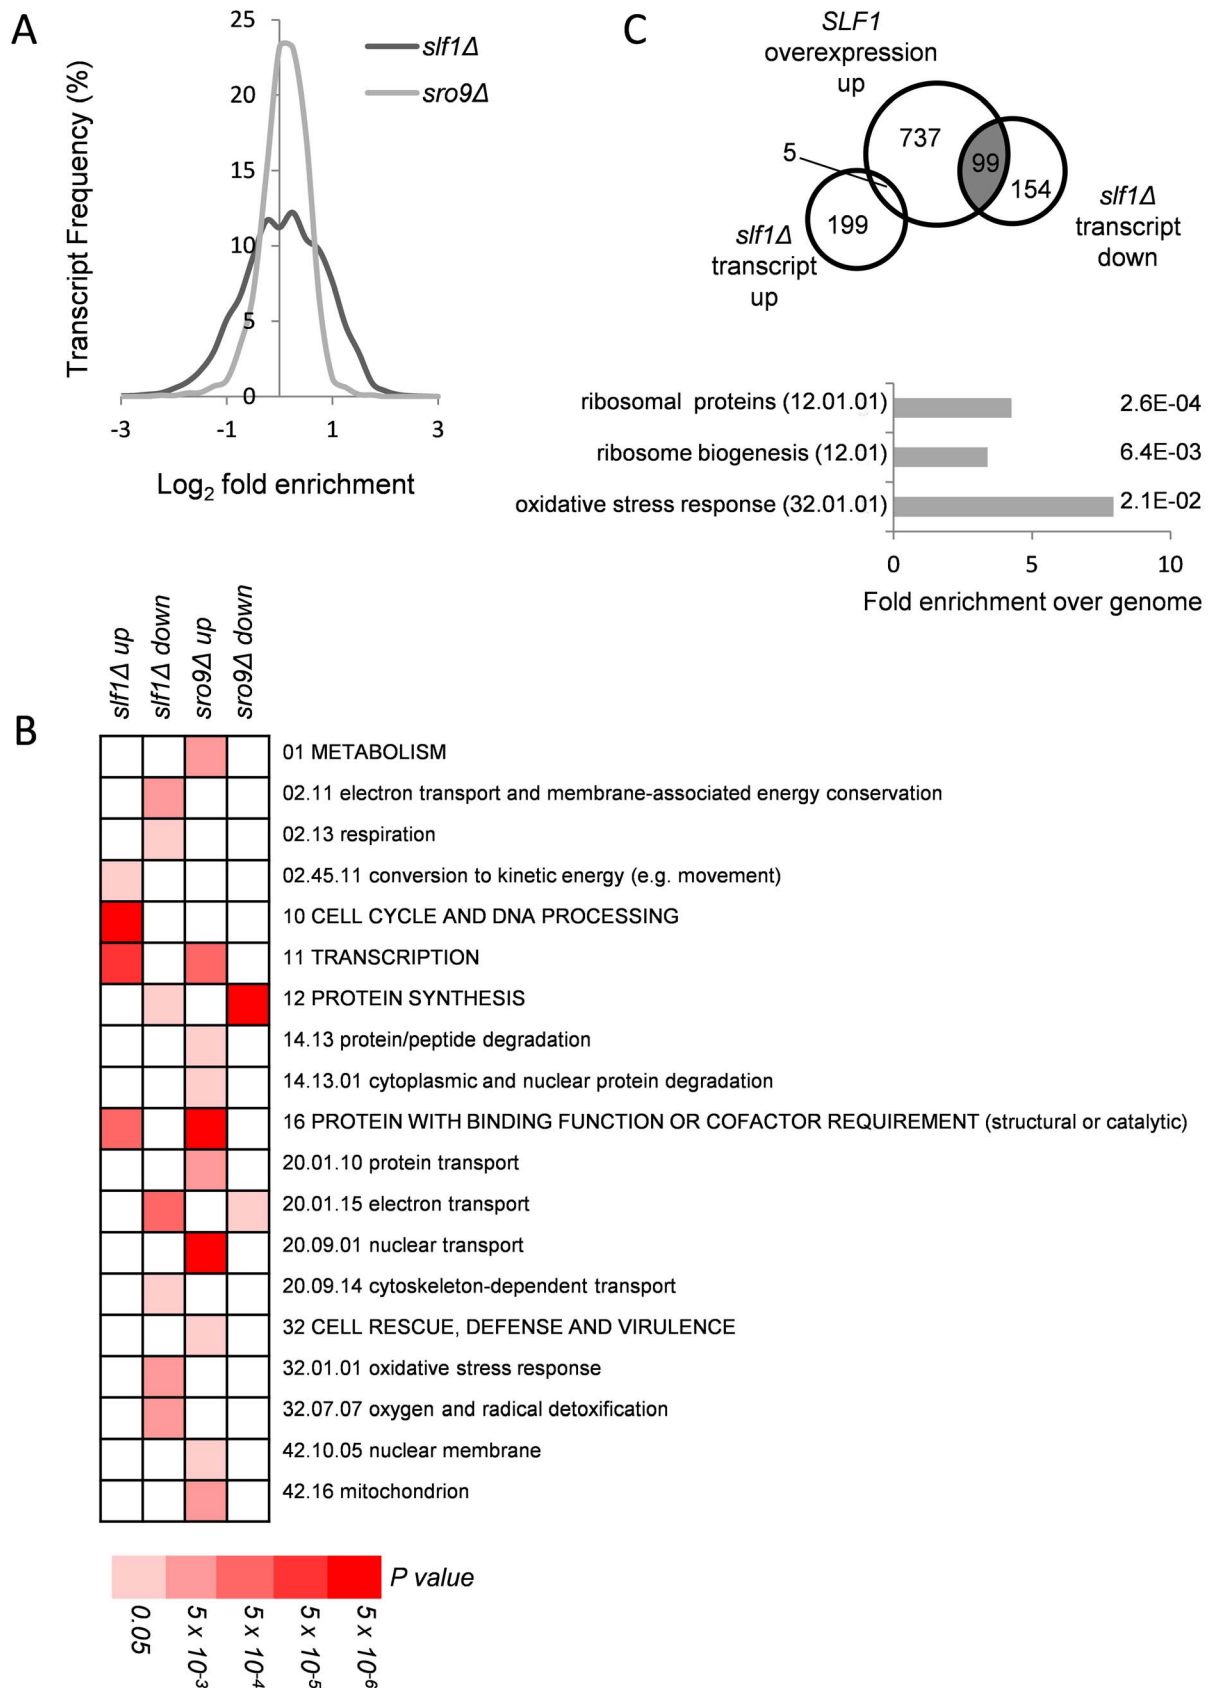 A
25
20
15
10
5
0
-3
-1
1
3
Transcript Frequency (%)
Log₂ fold enrichment
slf1Δ
sro9Δ
C
SLF1
overexpression
up
737
99
154
5
199
slf1Δ
transcript
up
slf1Δ
transcript
down
ribosomal proteins (12.01.01)
2.6E-04
ribosome biogenesis (12.01)
6.4E-03
oxidative stress response (32.01.01)
2.1E-02
0
5
10
Fold enrichment over genome
B
slf1Δ up
slf1Δ down
sro9Δ up
sro9Δ down
01 METABOLISM
02.11 electron transport and membrane-associated energy conservation
02.13 respiration
02.45.11 conversion to kinetic energy (e.g. movement)
10 CELL CYCLE AND DNA PROCESSING
11 TRANSCRIPTION
12 PROTEIN SYNTHESIS
14.13 protein/peptide degradation
14.13.01 cytoplasmic and nuclear protein degradation
16 PROTEIN WITH BINDING FUNCTION OR COFACTOR REQUIREMENT (structural or catalytic)
20.01.10 protein transport
20.01.15 electron transport
20.09.01 nuclear transport
20.09.14 cytoskeleton-dependent transport
32 CELL RESCUE, DEFENSE AND VIRULENCE
32.01.01 oxidative stress response
32.07.07 oxygen and radical detoxification
42.10.05 nuclear membrane
42.16 mitochondrion
P value
0.05
5 x 10⁻³
5 x 10⁻⁴
5 x 10⁻⁵
5 x 10⁻⁶